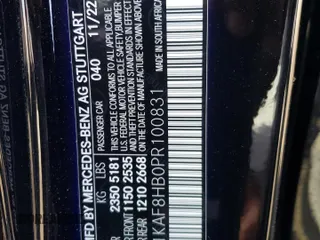 MFD BY MERCEDES-BENZ AG STUTTGART
PASSENGER CAR 040 11/22
KG LBS
2350 5181
FRONT 1150 2535
REAR 1210 2668
THIS VEHICLE CONFORMS TO ALL APPLICABLE
U.S. FEDERAL MOTOR VEHICLE SAFETY, BUMPER
AND THEFT PREVENTION STANDARDS IN EFFECT
ON THE DATE OF MANUFACTURE SHOWN ABOVE
1KAF8HB0PR100831
MADE IN SOUTH AFRICA